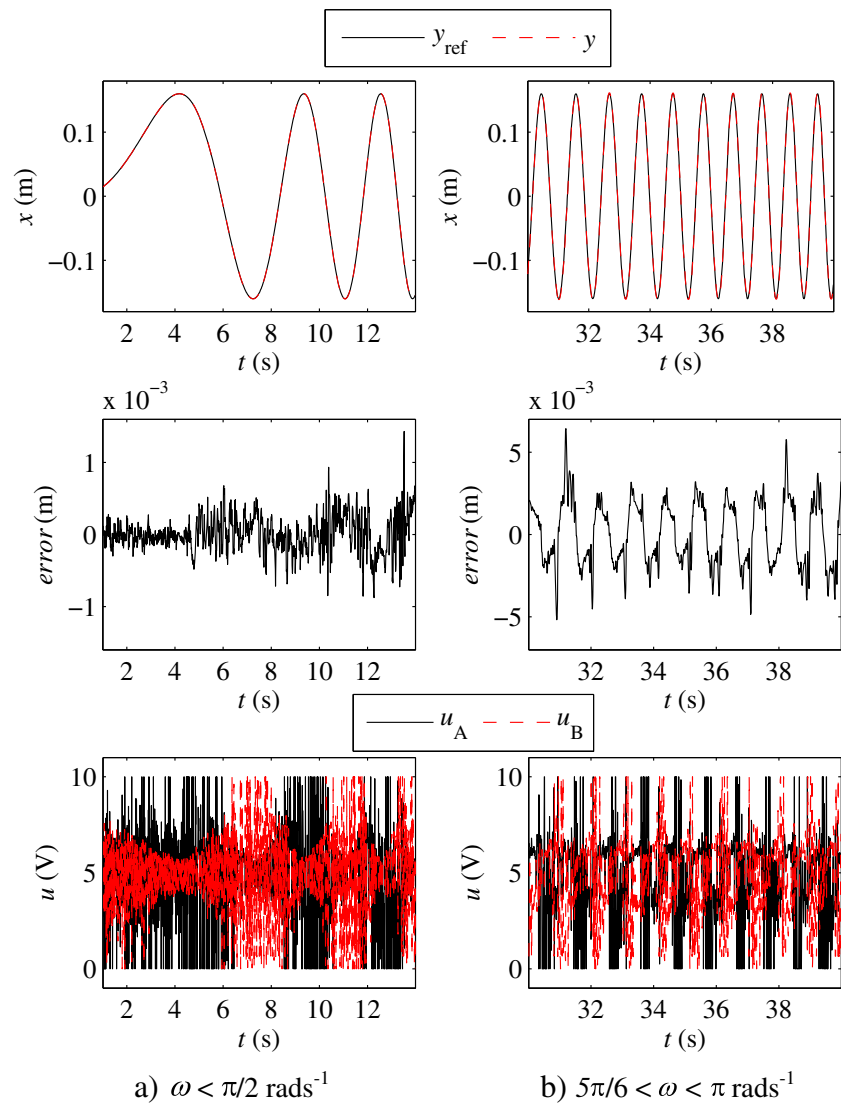 y_ref y
0.1
0
−0.1
x (m)
2 4 6 8 10 12
t (s)
0.1
0
−0.1
x (m)
32 34 36 38
t (s)
x 10^−3
1
0
−1
error (m)
2 4 6 8 10 12
t (s)
x 10^−3
5
0
−5
error (m)
32 34 36 38
t (s)
u_A u_B
10
5
0
u (V)
2 4 6 8 10 12
t (s)
10
5
0
u (V)
32 34 36 38
t (s)
a) ω < π/2 rads^-1
b) 5π/6 < ω < π rads^-1